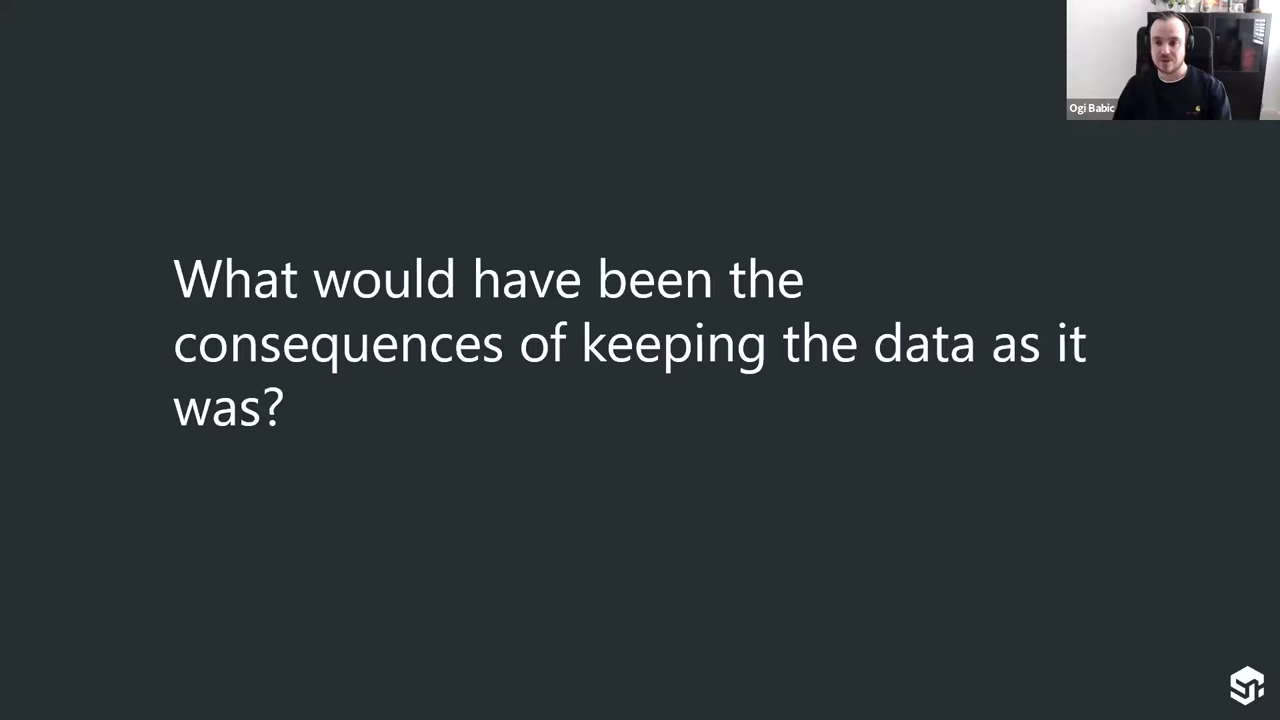 Ogi Babic
What would have been the
consequences of keeping the data as it
was?